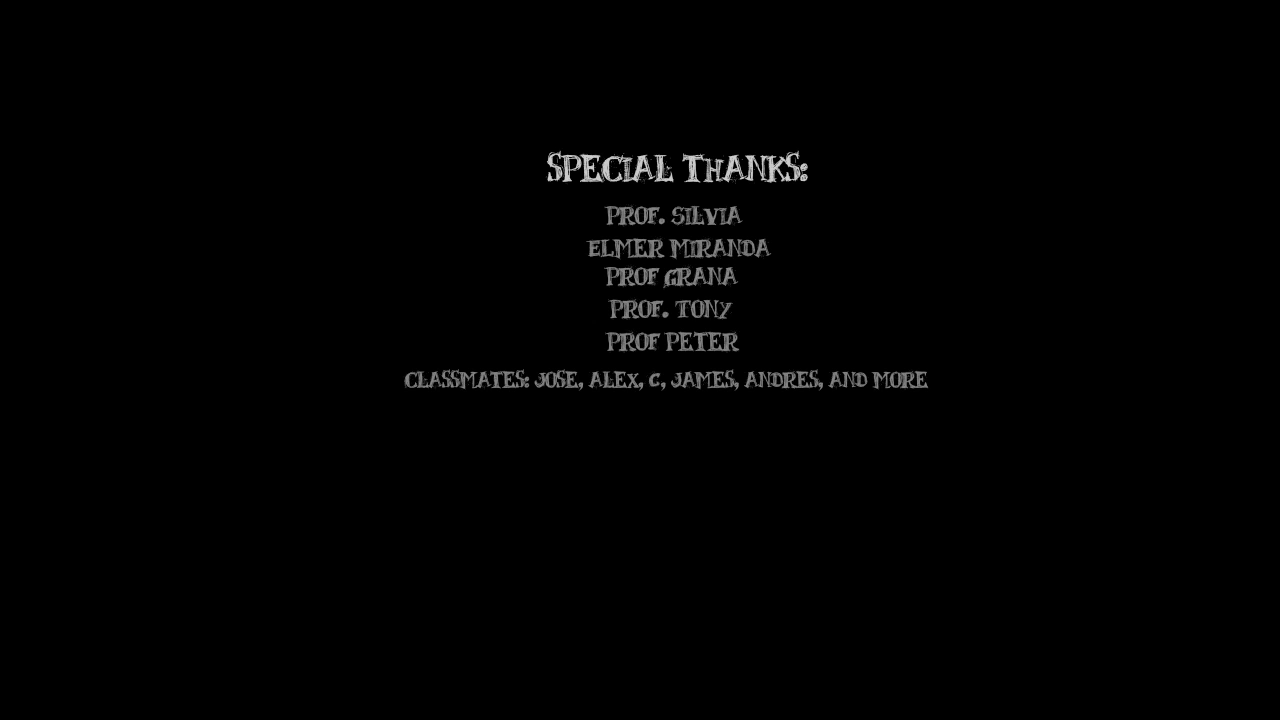 SPECIAL THANKS:
PROF. SILVIA
ELMER MIRANDA
PROF GRANA
PROF. TONY
PROF PETER
CLASSMATES: JOSE, ALEX, C, JAMES, ANDRES, AND MORE